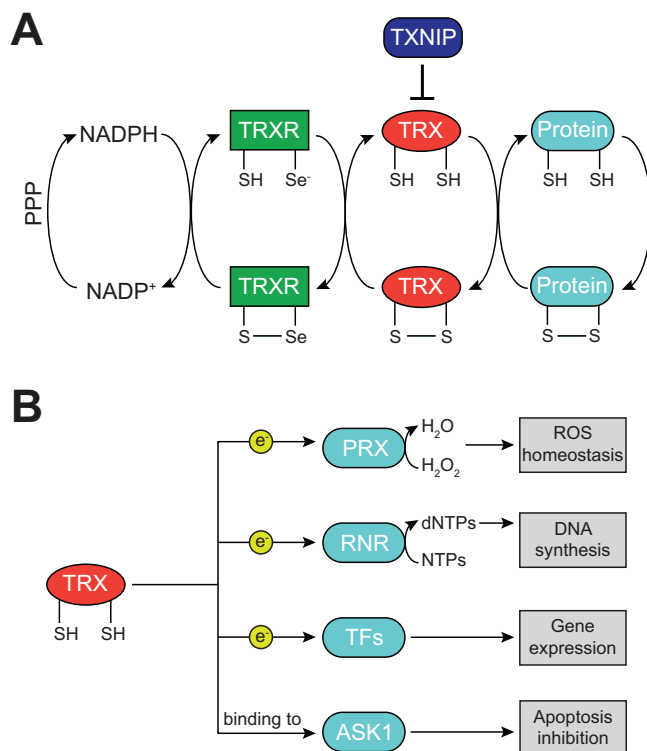 A
TXNIP
NADPH
TRXR
TRX
Protein
SH
Se⁻
SH
SH
SH
SH
PPP
NADP⁺
TRXR
TRX
Protein
S
Se
S
S
S
S
B
e⁻
PRX
H₂O
H₂O₂
ROS
homeostasis
e⁻
RNR
dNTPs
NTPs
DNA
synthesis
TRX
SH
SH
e⁻
TFs
Gene
expression
binding to
ASK1
Apoptosis
inhibition